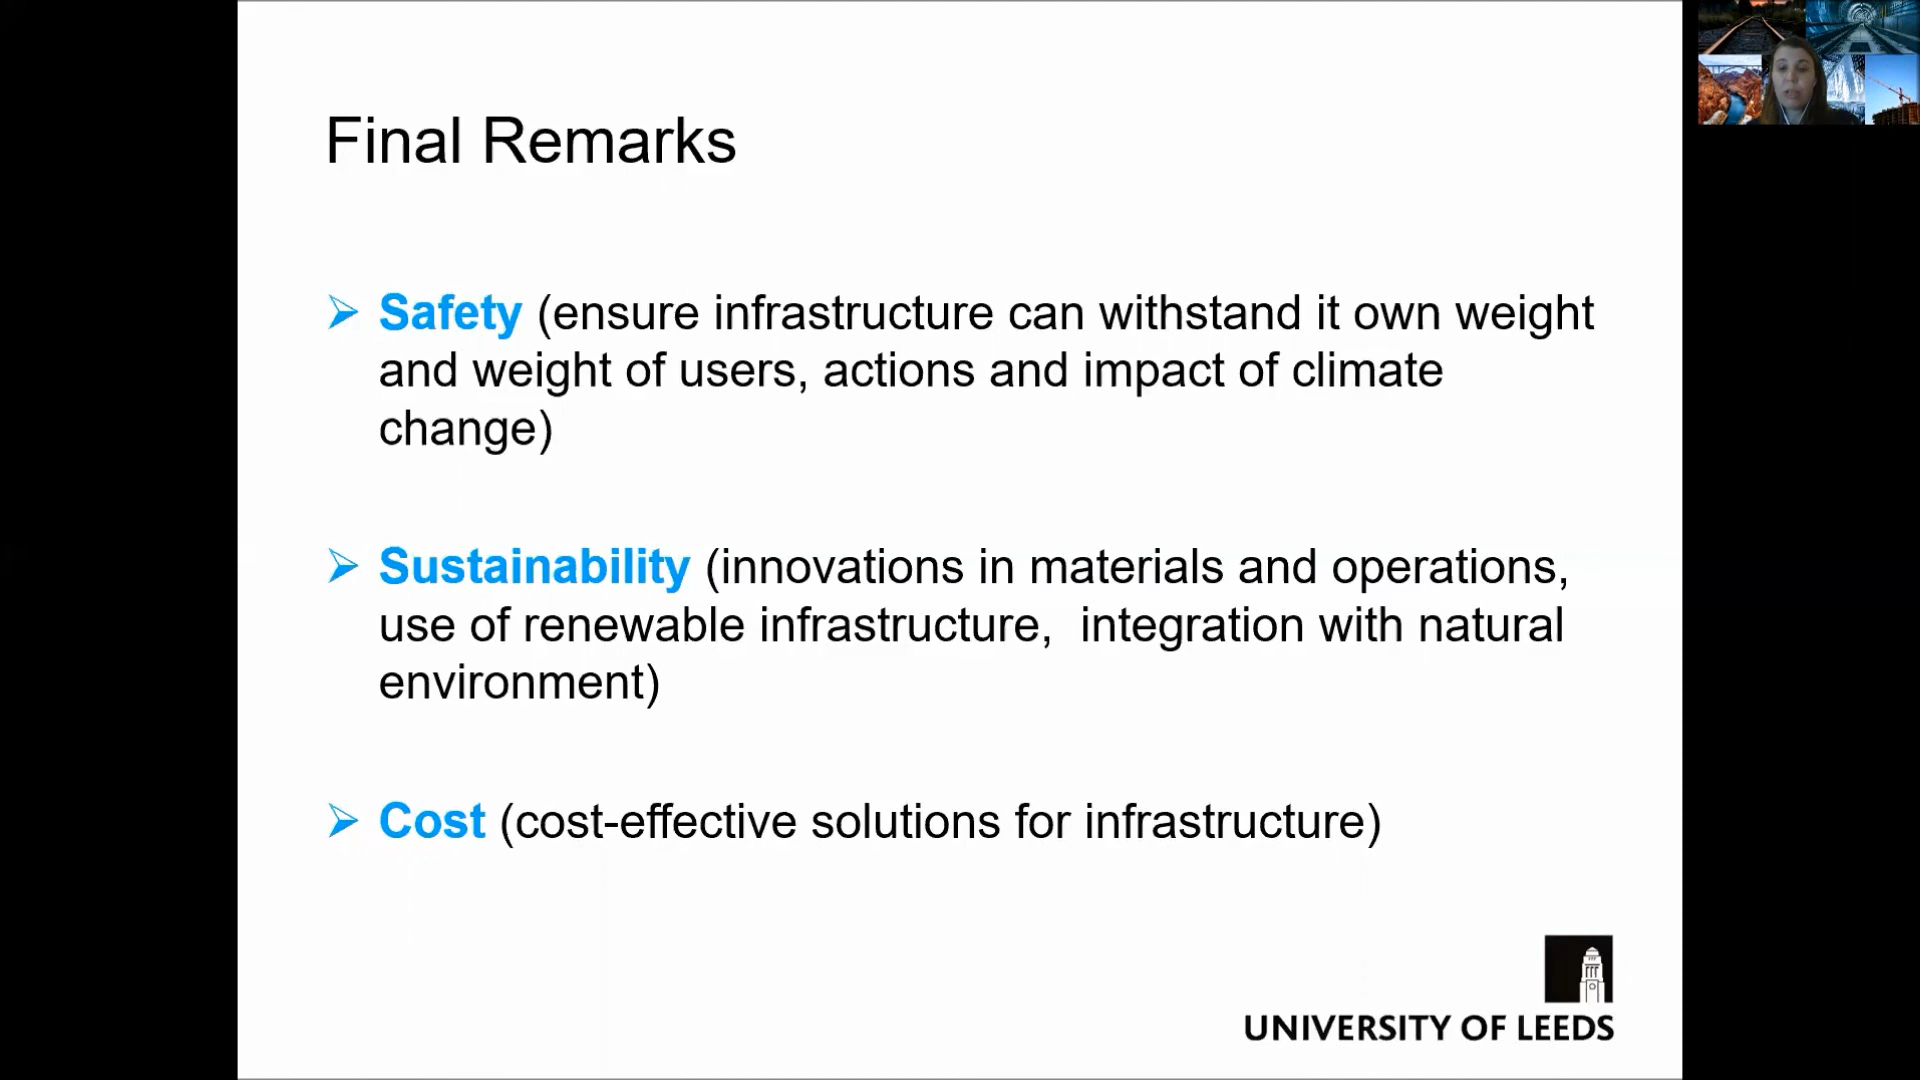 Final Remarks
Safety (ensure infrastructure can withstand it own weight
and weight of users, actions and impact of climate
change)
Sustainability (innovations in materials and operations,
use of renewable infrastructure,  integration with natural
environment)
Cost (cost-effective solutions for infrastructure)
UNIVERSITY OF LEEDS